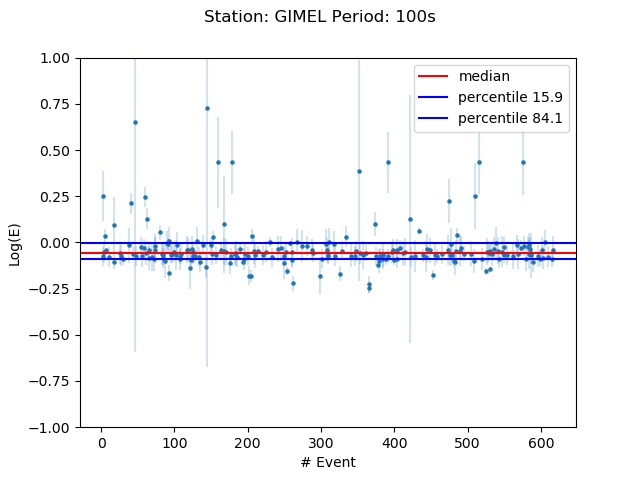 Station: GIMEL Period: 100s
1.00
0.75
0.50
0.25
0.00
−0.25
−0.50
−0.75
−1.00
Log(E)
median
percentile 15.9
percentile 84.1
0 100 200 300 400 500 600
# Event